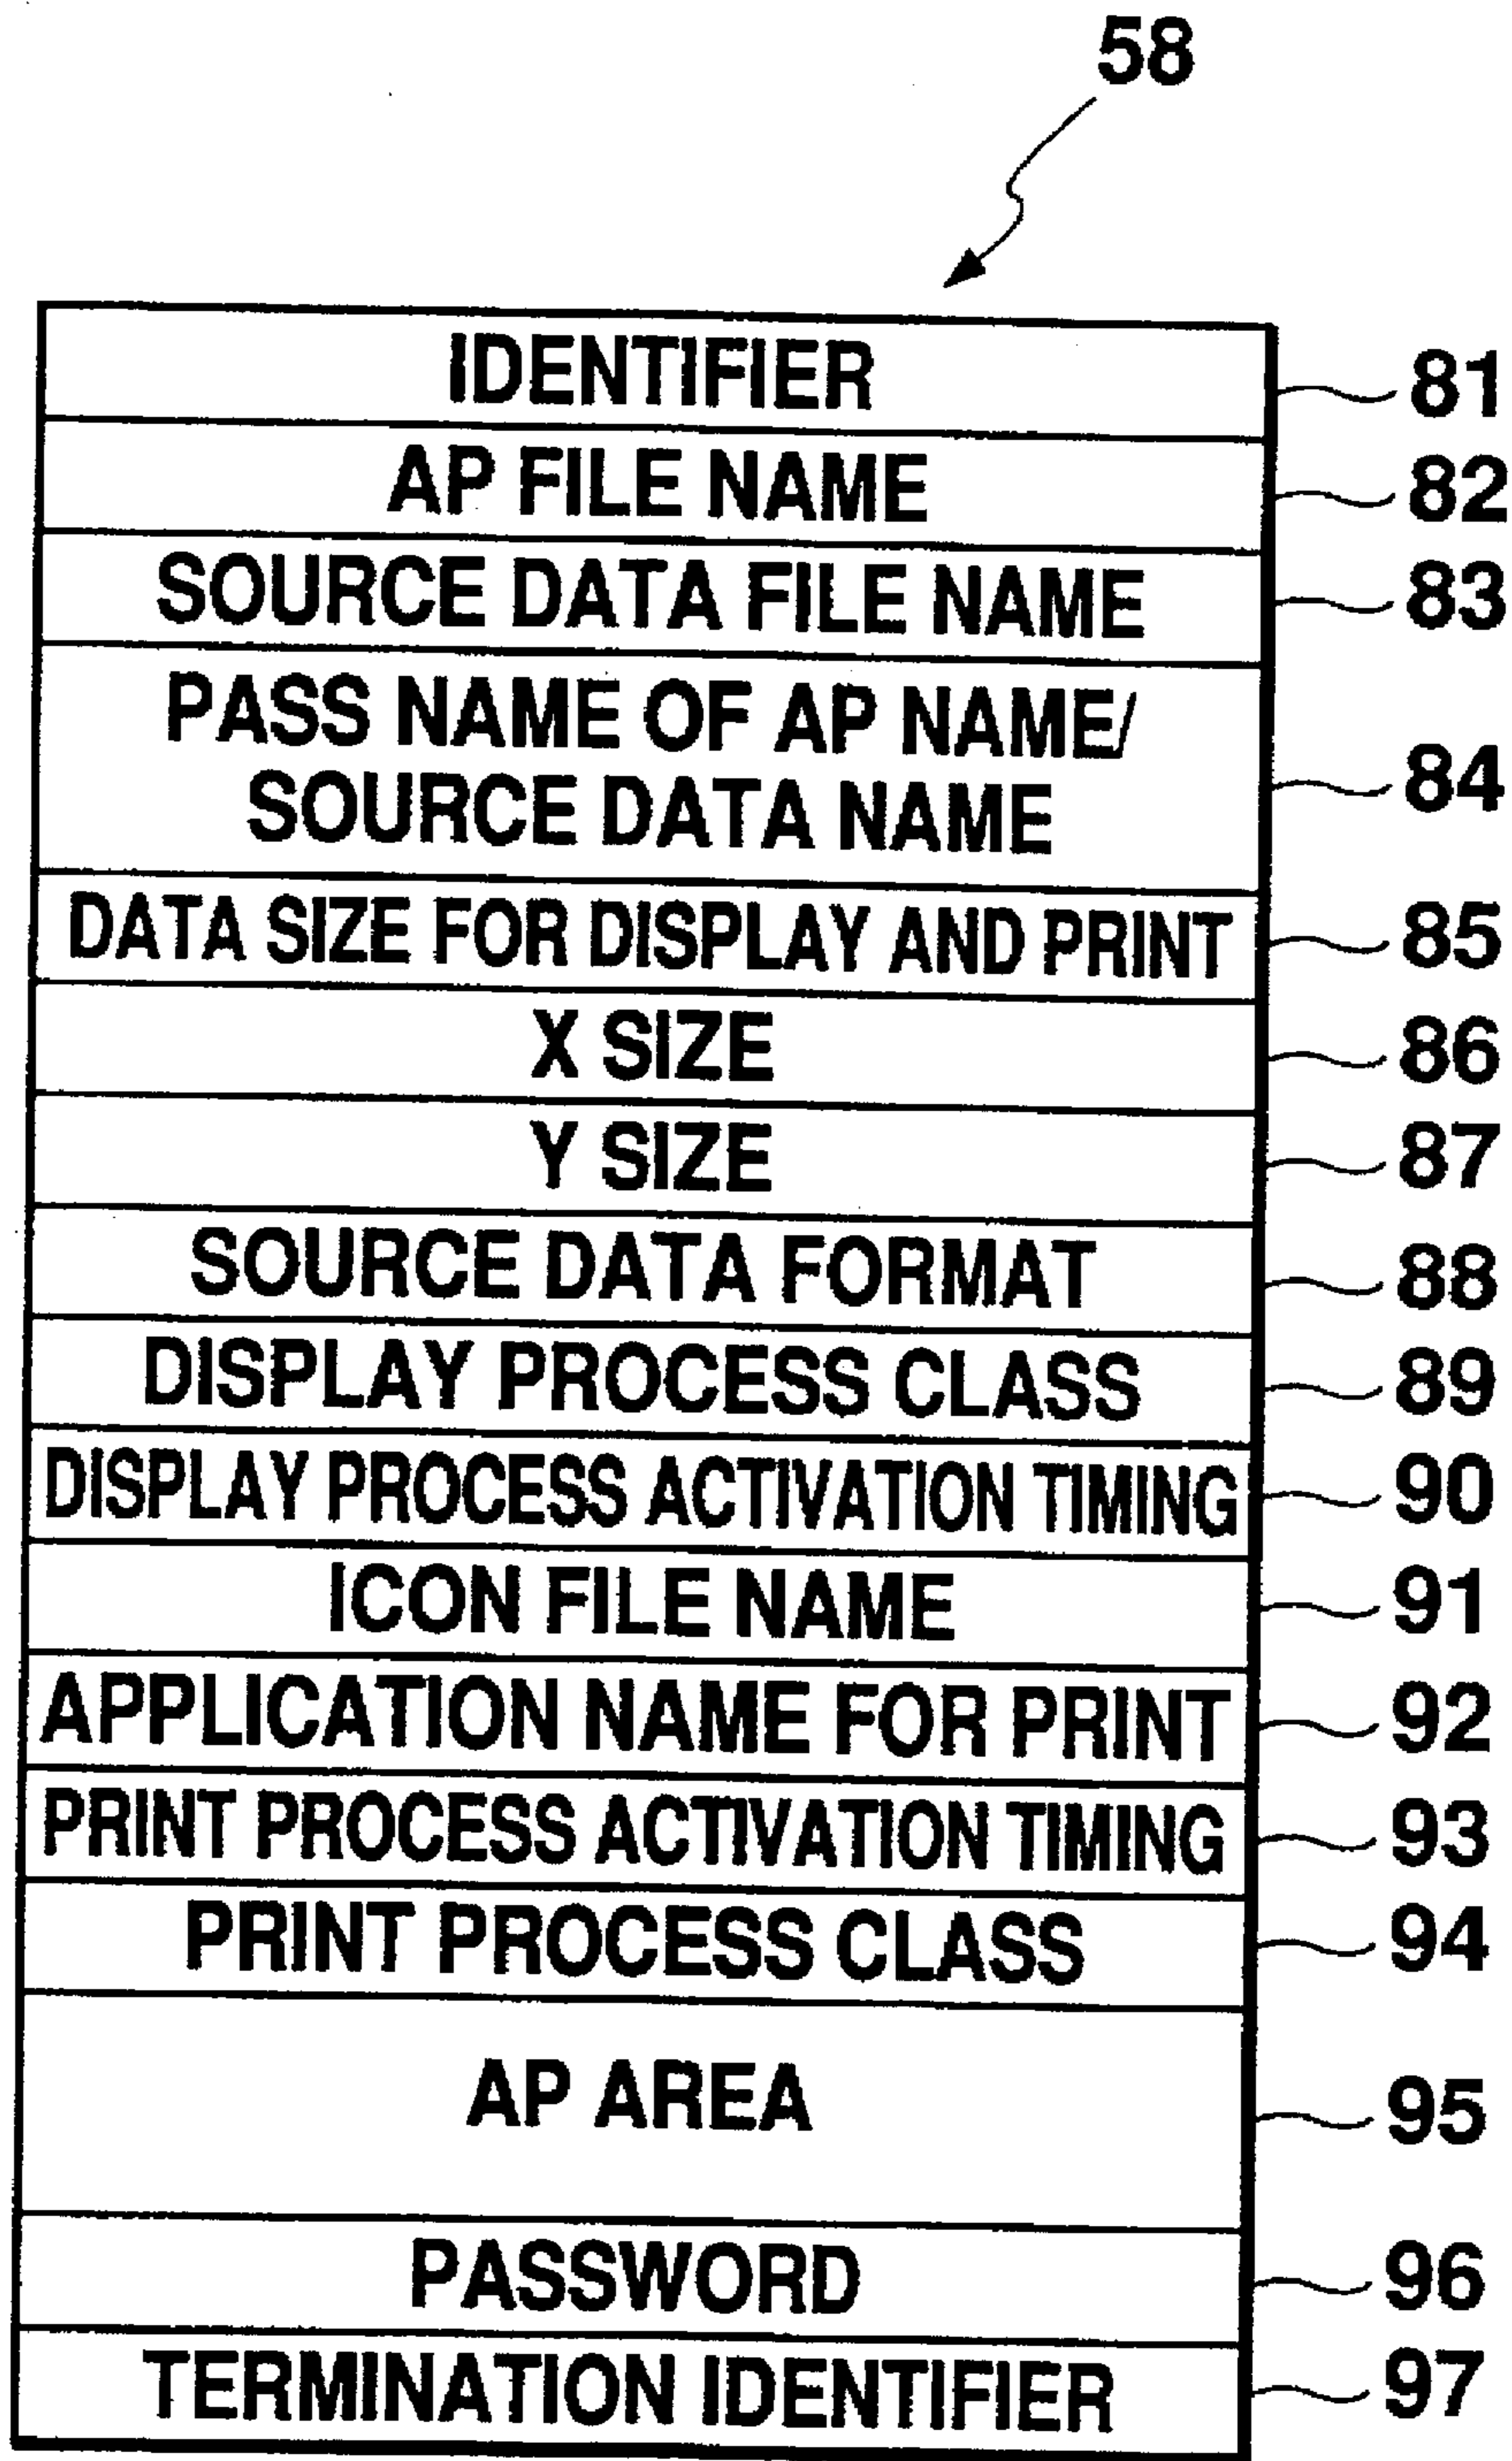 58
IDENTIFIER 81
AP FILE NAME 82
SOURCE DATA FILE NAME 83
PASS NAME OF AP NAME/
SOURCE DATA NAME 84
DATA SIZE FOR DISPLAY AND PRINT 85
X SIZE 86
Y SIZE 87
SOURCE DATA FORMAT 88
DISPLAY PROCESS CLASS 89
DISPLAY PROCESS ACTIVATION TIMING 90
ICON FILE NAME 91
APPLICATION NAME FOR PRINT 92
PRINT PROCESS ACTIVATION TIMING 93
PRINT PROCESS CLASS 94
AP AREA 95
PASSWORD 96
TERMINATION IDENTIFIER 97